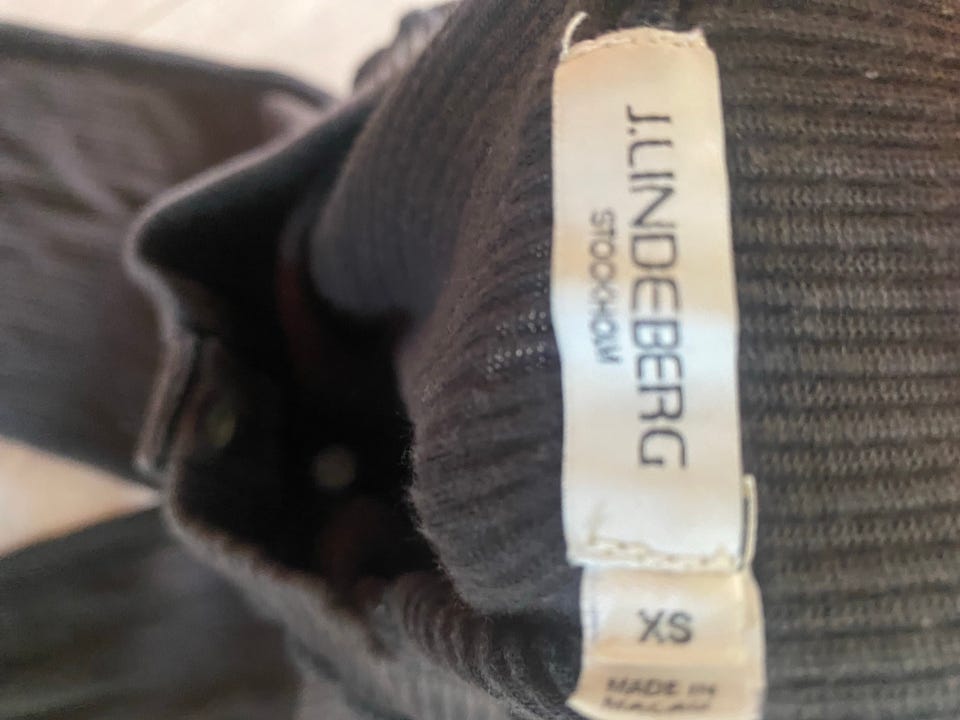 J.LINDEBERG
STOCKHOLM
XS
MADE IN